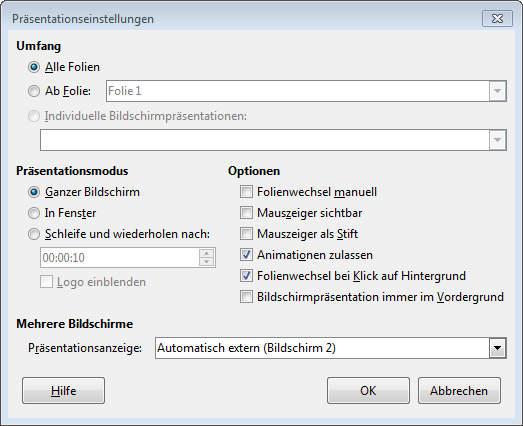 Präsentationseinstellungen
Umfang
Alle Folien
Ab Folie:
Folie 1
Individuelle Bildschirmpräsentationen:
Präsentationsmodus
Ganzer Bildschirm
In Fenster
Schleife und wiederholen nach:
00:00:10
Logo einblenden
Optionen
Folienwechsel manuell
Mauszeiger sichtbar
Mauszeiger als Stift
Animationen zulassen
Folienwechsel bei Klick auf Hintergrund
Bildschirmpräsentation immer im Vordergrund
Mehrere Bildschirme
Präsentationsanzeige: Automatisch extern (Bildschirm 2)
Hilfe
OK
Abbrechen